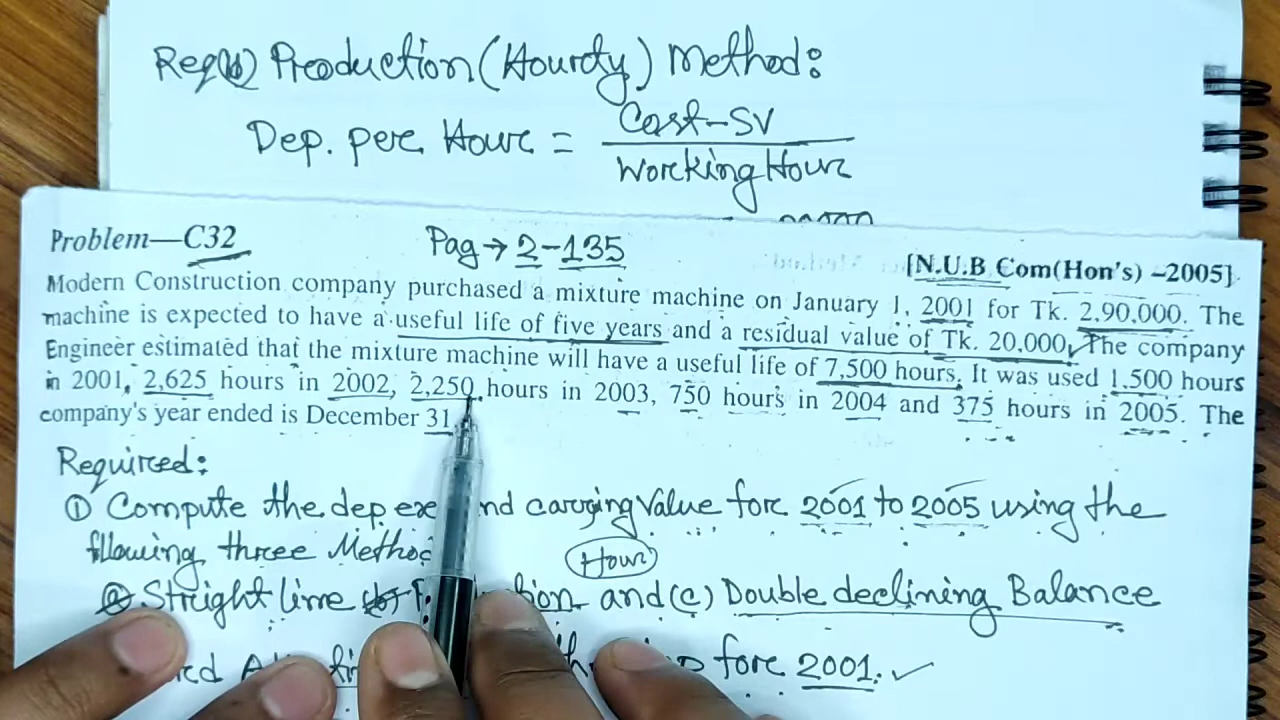 Req(b) Production (Hourly) Method:
Dep. per Hour = Cost-SV
Working Hour
Problem—C32 Pag → 2-135 [N.U.B Com(Hon's) –2005]
Modern Construction company purchased a mixture machine on January 1, 2001 for Tk. 2,90,000. The
machine is expected to have a useful life of five years and a residual value of Tk. 20,000. The company
Engineer estimated that the mixture machine will have a useful life of 7,500 hours. It was used 1,500 hours
in 2001, 2,625 hours in 2002, 2,250 hours in 2003, 750 hours in 2004 and 375 hours in 2005. The
company's year ended is December 31
Required:
① Compute the dep exp and carrying value for 2001 to 2005 using the
following three Metho
(Hour)
(a) Stright line (b) and (c) Double declining Balance
for 2001. ✓